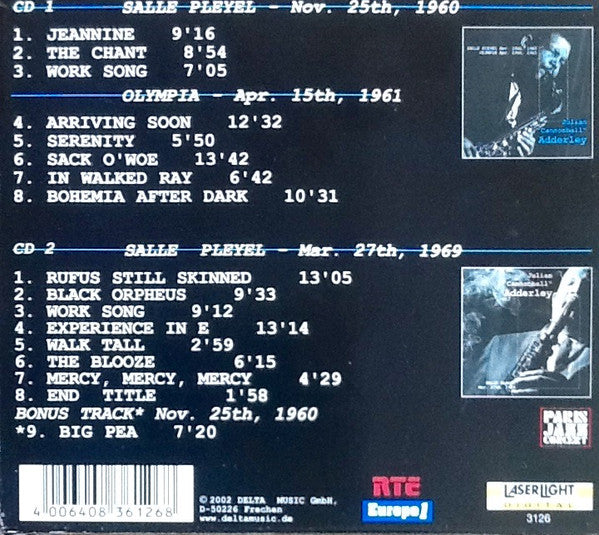 CD 1 SALLE PLEYEL - Nov. 25th, 1960
1. JEANNINE 9'16
2. THE CHANT 8'54
3. WORK SONG 7'05
OLYMPIA - Apr. 15th, 1961
4. ARRIVING SOON 12'32
5. SERENITY 5'50
6. SACK O'WOE 13'42
7. IN WALKED RAY 6'42
8. BOHEMIA AFTER DARK 10'31
Julian
"Cannonball"
Adderley
CD 2 SALLE PLEYEL - Mar. 27th, 1969
1. RUFUS STILL SKINNED 13'05
2. BLACK ORPHEUS 9'33
3. WORK SONG 9'12
4. EXPERIENCE IN E 13'14
5. WALK TALL 2'59
6. THE BLOOZE 6'15
7. MERCY, MERCY, MERCY 4'29
8. END TITLE 1'58
BONUS TRACK* Nov. 25th, 1960
*9. BIG PEA 7'20
Julian
"Cannonball"
Adderley
PARIS
JAZZ
CONCERT
4 006408 361268
© 2002 DELTA MUSIC GmbH,
D-50226 Frechen
www.deltamusic.de
RTE
Europe 1
LASERLIGHT
DIGITAL
3126